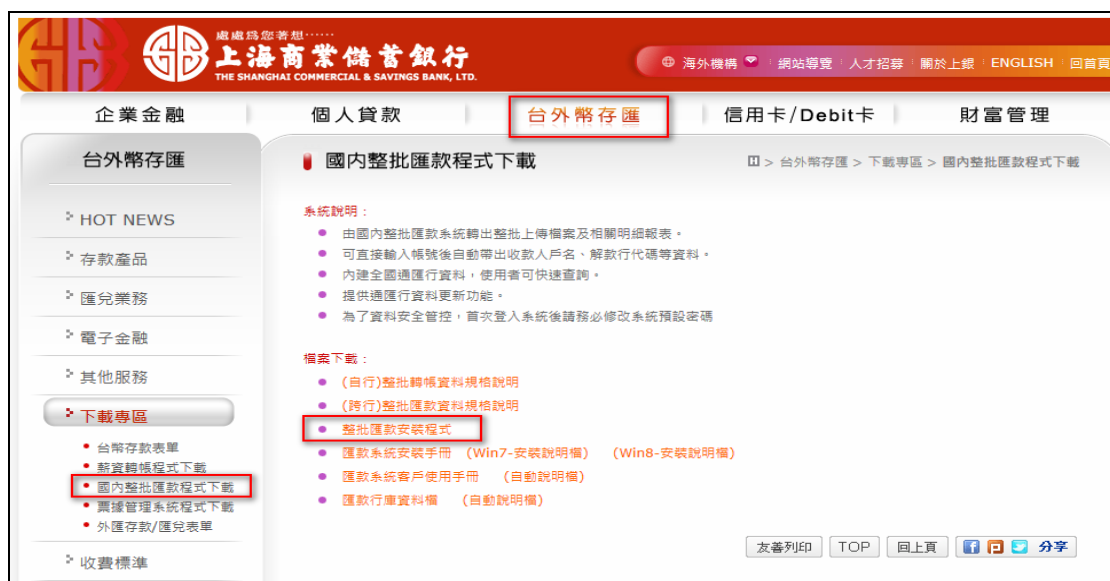 處處為您著想……
上海商業儲蓄銀行
THE SHANGHAI COMMERCIAL & SAVINGS BANK, LTD.
海外機構 網站導覽 人才招募 關於上銀 ENGLISH 回首頁
企業金融 個人貸款 台外幣存匯 信用卡/Debit卡 財富管理
台外幣存匯
HOT NEWS
存款產品
匯兌業務
電子金融
其他服務
下載專區
台幣存款表單
薪資轉帳程式下載
國內整批匯款程式下載
票據管理系統程式下載
外匯存款/匯兌表單
收費標準
國內整批匯款程式下載
> 台外幣存匯 > 下載專區 > 國內整批匯款程式下載
系統說明：
由國內整批匯款系統轉出整批上傳檔案及相關明細報表。
可直接輸入帳號後自動帶出收款人戶名、解款行代碼等資料。
內建全國通匯行資料，使用者可快速查詢。
提供通匯行資料更新功能。
為了資料安全管控，首次登入系統後請務必修改系統預設密碼
檔案下載：
(自行)整批轉帳資料規格說明
(跨行)整批匯款資料規格說明
整批匯款安裝程式
匯款系統安裝手冊 (Win7-安裝說明檔) (Win8-安裝說明檔)
匯款系統客戶使用手冊 (自動說明檔)
匯款行庫資料檔 (自動說明檔)
友善列印 TOP 回上頁 分享